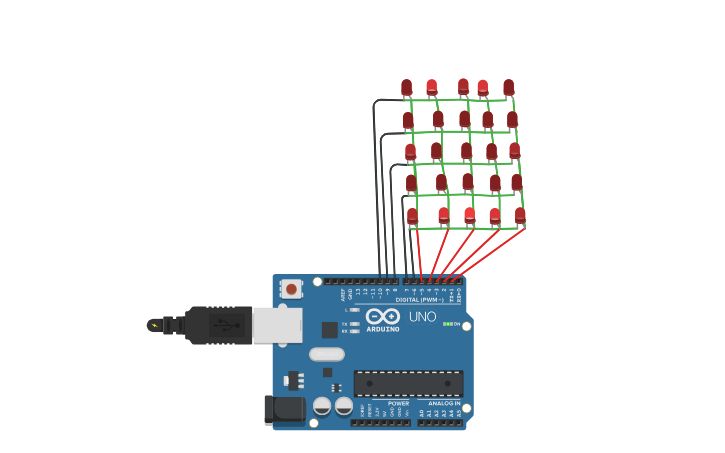 AREF
GND
13
12
~11
~10
~9
8
7
~6
~5
4
~3
2
TX→1
RX←0
DIGITAL (PWM~)
L
TX
RX
UNO
ON
ARDUINO
POWER
ANALOG IN
IOREF
RESET
3.3V
5V
GND
GND
Vin
A0
A1
A2
A3
A4
A5